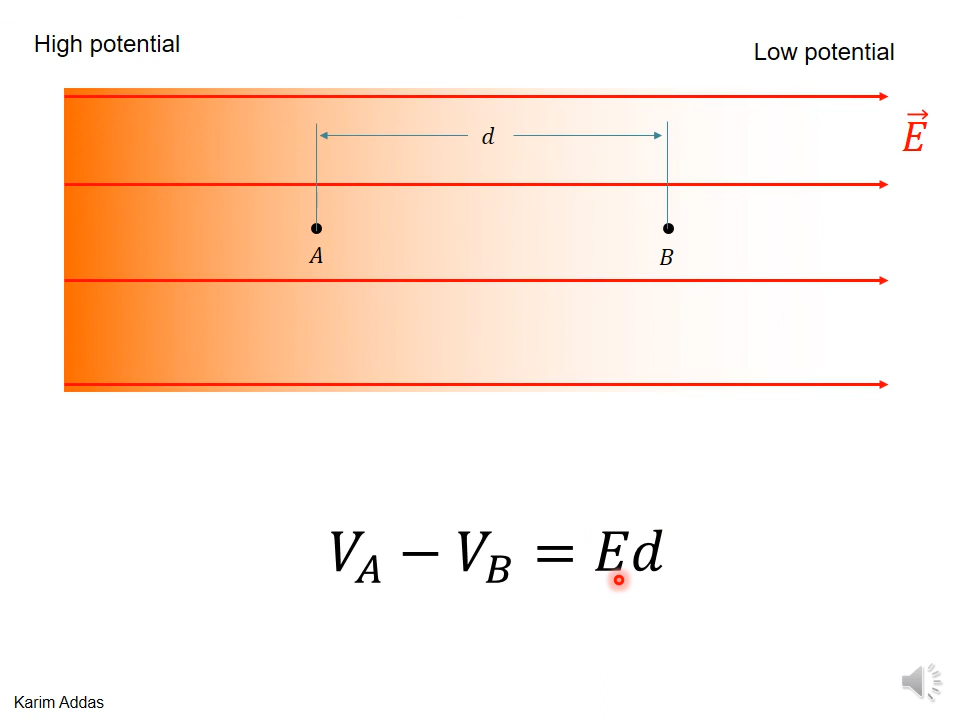 High potential
Low potential
d
E⃗
A
B
V_A − V_B = Ed
Karim Addas